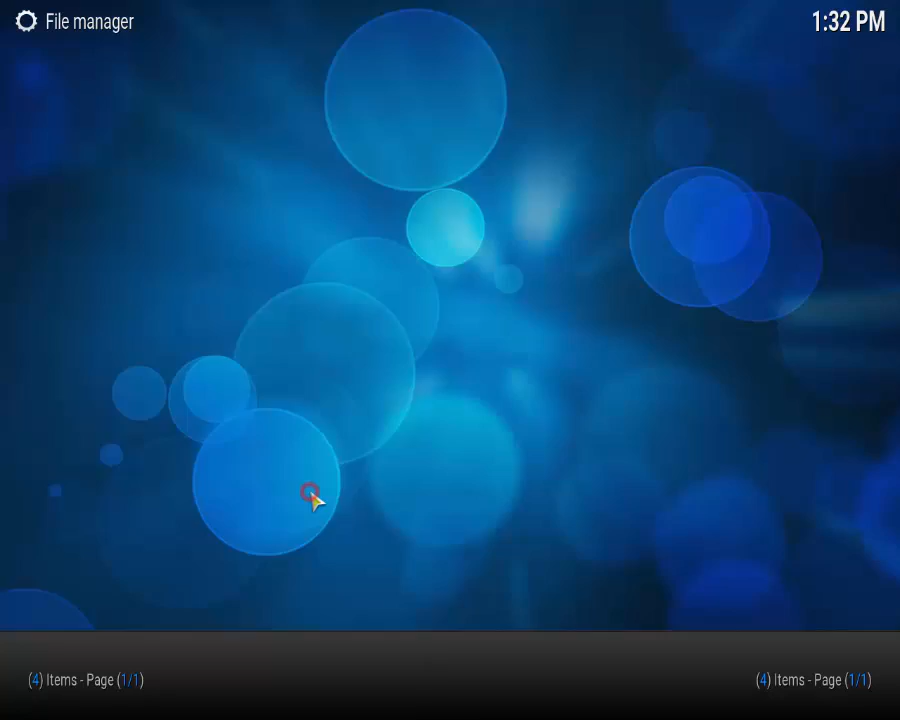 File manager
1:32 PM
(4) Items - Page (1/1)
(4) Items - Page (1/1)